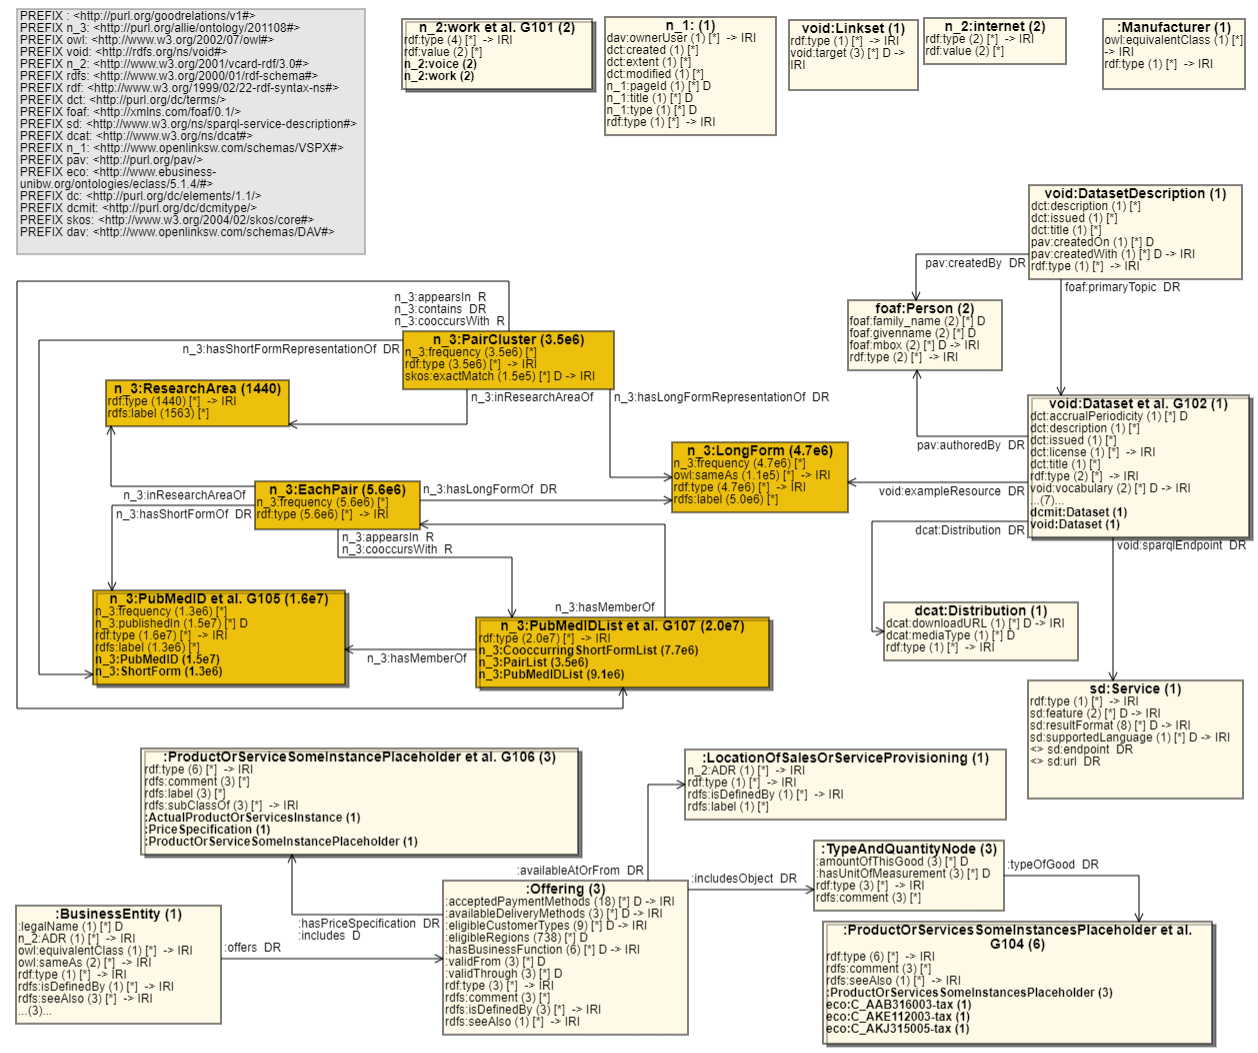 PREFIX : <http://purl.org/goodrelations/v1#>
PREFIX n_3: <http://purl.org/allie/ontology/201108#>
PREFIX owl: <http://www.w3.org/2002/07/owl#>
PREFIX void: <http://rdfs.org/ns/void#>
PREFIX n_2: <http://www.w3.org/2001/vcard-rdf/3.0#>
PREFIX rdfs: <http://www.w3.org/2000/01/rdf-schema#>
PREFIX rdf: <http://www.w3.org/1999/02/22-rdf-syntax-ns#>
PREFIX dct: <http://purl.org/dc/terms/>
PREFIX foaf: <http://xmlns.com/foaf/0.1/>
PREFIX sd: <http://www.w3.org/ns/sparql-service-description#>
PREFIX dcat: <http://www.w3.org/ns/dcat#>
PREFIX n_1: <http://www.openlinksw.com/schemas/VSPX#>
PREFIX pav: <http://purl.org/pav/>
PREFIX eco: <http://www.ebusiness-
unibw.org/ontologies/eclass/5.1.4/#>
PREFIX dc: <http://purl.org/dc/elements/1.1/>
PREFIX dcmit: <http://purl.org/dc/dcmitype/>
PREFIX skos: <http://www.w3.org/2004/02/skos/core#>
PREFIX dav: <http://www.openlinksw.com/schemas/DAV#>
n_2:work et al. G101 (2)
rdf:type (4) [*] -> IRI
rdf:value (2) [*]
n_2:voice (2)
n_2:work (2)
n_1: (1)
dav:ownerUser (1) [*] -> IRI
dct:created (1) [*]
dct:extent (1) [*]
dct:modified (1) [*]
n_1:pageId (1) [*] D
n_1:title (1) [*] D
n_1:type (1) [*] D
rdf:type (1) [*] -> IRI
void:Linkset (1)
rdf:type (1) [*] -> IRI
void:target (3) [*] D ->
IRI
n_2:internet (2)
rdf:type (2) [*] -> IRI
rdf:value (2) [*]
:Manufacturer (1)
owl:equivalentClass (1) [*]
-> IRI
rdf:type (1) [*] -> IRI
void:DatasetDescription (1)
dct:description (1) [*]
dct:issued (1) [*]
dct:title (1) [*]
pav:createdOn (1) [*] D
pav:createdWith (1) [*] D -> IRI
rdf:type (1) [*] -> IRI
pav:createdBy DR
foaf:primaryTopic DR
foaf:Person (2)
foaf:family_name (2) [*] D
foaf:givenname (2) [*] D
foaf:mbox (2) [*] D -> IRI
rdf:type (2) [*] -> IRI
n_3:appearsIn R
n_3:contains DR
n_3:cooccursWith R
n_3:hasShortFormRepresentationOf DR
n_3:PairCluster (3.5e6)
n_3:frequency (3.5e6) [*]
rdf:type (3.5e6) [*] -> IRI
skos:exactMatch (1.5e5) [*] D -> IRI
n_3:ResearchArea (1440)
rdf:type (1440) [*] -> IRI
rdfs:label (1563) [*]
n_3:inResearchAreaOf
n_3:hasLongFormRepresentationOf DR
void:Dataset et al. G102 (1)
dct:accrualPeriodicity (1) [*] D
dct:description (1) [*]
dct:issued (1) [*]
dct:license (1) [*] -> IRI
dct:title (1) [*]
rdf:type (2) [*] -> IRI
void:vocabulary (2) [*] D -> IRI
...(7)...
dcmit:Dataset (1)
void:Dataset (1)
pav:authoredBy DR
n_3:LongForm (4.7e6)
n_3:frequency (4.7e6) [*]
owl:sameAs (1.1e5) [*] -> IRI
rdf:type (4.7e6) [*] -> IRI
rdfs:label (5.0e6) [*]
void:exampleResource DR
n_3:EachPair (5.6e6)
n_3:frequency (5.6e6) [*]
rdf:type (5.6e6) [*] -> IRI
n_3:hasLongFormOf DR
n_3:inResearchAreaOf
n_3:hasShortFormOf DR
n_3:appearsIn R
n_3:cooccursWith R
dcat:Distribution DR
void:sparqlEndpoint DR
n_3:PubMedID et al. G105 (1.6e7)
n_3:frequency (1.3e6) [*]
n_3:publishedIn (1.5e7) [*] D
rdf:type (1.6e7) [*] -> IRI
rdfs:label (1.3e6) [*]
n_3:PubMedID (1.5e7)
n_3:ShortForm (1.3e6)
n_3:hasMemberOf
n_3:PubMedIDList et al. G107 (2.0e7)
rdf:type (2.0e7) [*] -> IRI
n_3:CooccurringShortFormList (7.7e6)
n_3:PairList (3.5e6)
n_3:PubMedIDList (9.1e6)
n_3:hasMemberOf
dcat:Distribution (1)
dcat:downloadURL (1) [*] D -> IRI
dcat:mediaType (1) [*] D
rdf:type (1) [*] -> IRI
sd:Service (1)
rdf:type (1) [*] -> IRI
sd:feature (2) [*] D -> IRI
sd:resultFormat (8) [*] D -> IRI
sd:supportedLanguage (1) [*] D -> IRI
<> sd:endpoint DR
<> sd:url DR
:ProductOrServiceSomeInstancePlaceholder et al. G106 (3)
rdf:type (6) [*] -> IRI
rdfs:comment (3) [*]
rdfs:label (3) [*]
rdfs:subClassOf (3) [*] -> IRI
:ActualProductOrServicesInstance (1)
:PriceSpecification (1)
:ProductOrServiceSomeInstancePlaceholder (1)
:LocationOfSalesOrServiceProvisioning (1)
n_2:ADR (1) [*] -> IRI
rdf:type (1) [*] -> IRI
rdfs:isDefinedBy (1) [*] -> IRI
rdfs:label (1) [*]
:availableAtOrFrom DR
:includesObject DR
:TypeAndQuantityNode (3)
:amountOfThisGood (3) [*] D
:hasUnitOfMeasurement (3) [*] D
rdf:type (3) [*] -> IRI
rdfs:comment (3) [*]
:typeOfGood DR
:BusinessEntity (1)
:legalName (1) [*] D
n_2:ADR (1) [*] -> IRI
owl:equivalentClass (1) [*] -> IRI
owl:sameAs (2) [*] -> IRI
rdf:type (1) [*] -> IRI
rdfs:isDefinedBy (1) [*] -> IRI
rdfs:seeAlso (3) [*] -> IRI
...(3)...
:offers DR
:hasPriceSpecification DR
:includes D
:Offering (3)
:acceptedPaymentMethods (18) [*] D -> IRI
:availableDeliveryMethods (3) [*] D -> IRI
:eligibleCustomerTypes (9) [*] D -> IRI
:eligibleRegions (738) [*] D
:hasBusinessFunction (6) [*] D -> IRI
:validFrom (3) [*] D
:validThrough (3) [*] D
rdf:type (3) [*] -> IRI
rdfs:comment (3) [*]
rdfs:isDefinedBy (3) [*] -> IRI
rdfs:seeAlso (1) [*] -> IRI
:ProductOrServicesSomeInstancesPlaceholder et al.
G104 (6)
rdf:type (6) [*] -> IRI
rdfs:comment (3) [*]
rdfs:seeAlso (1) [*] -> IRI
:ProductOrServicesSomeInstancesPlaceholder (3)
eco:C_AAB316003-tax (1)
eco:C_AKE112003-tax (1)
eco:C_AKJ315005-tax (1)